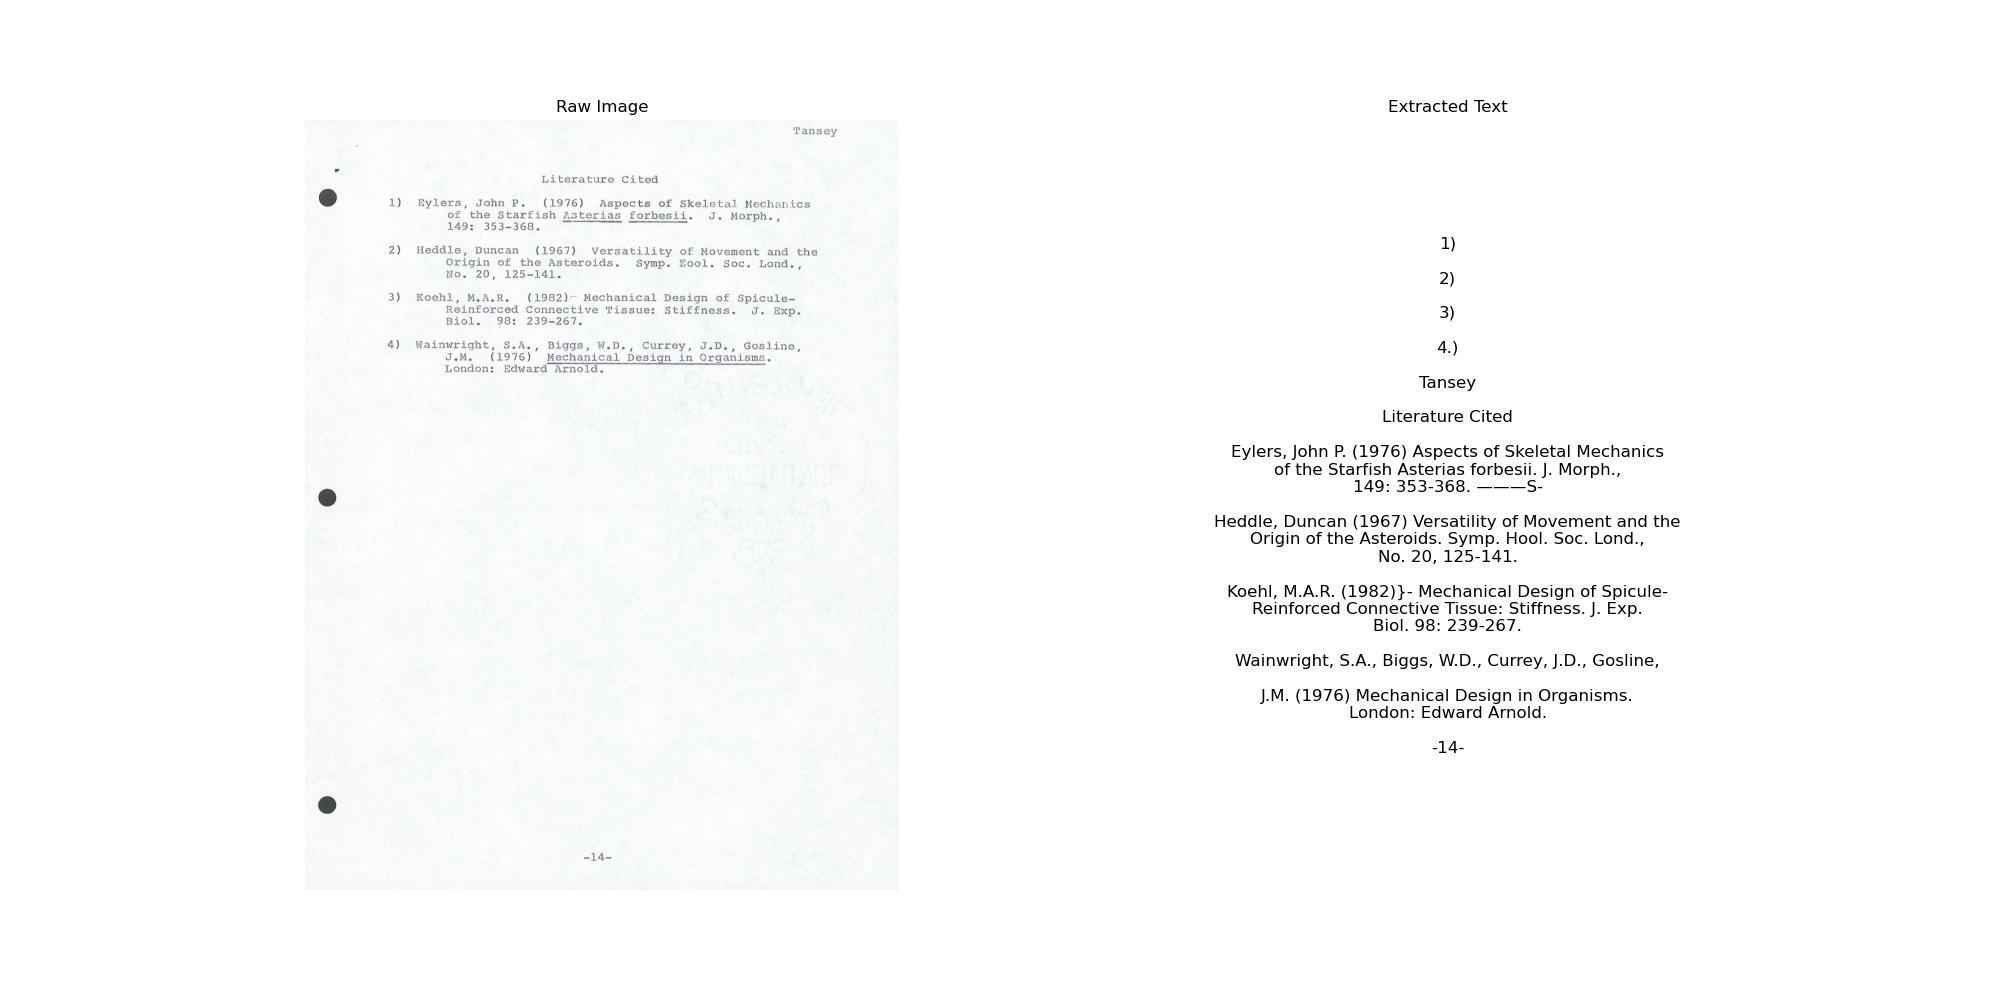 Raw Image
Tansey
Literature Cited
1) Eylers, John P. (1976) Aspects of Skeletal Mechanics
of the Starfish Asterias forbesii. J. Morph.,
149: 353-368.
2) Heddle, Duncan (1967) Versatility of Movement and the
Origin of the Asteroids. Symp. Zool. Soc. Lond.,
No. 20, 125-141.
3) Koehl, M.A.R. (1982)- Mechanical Design of Spicule-
Reinforced Connective Tissue: Stiffness. J. Exp.
Biol. 98: 239-267.
4) Wainwright, S.A., Biggs, W.D., Currey, J.D., Gosline,
J.M. (1976) Mechanical Design in Organisms.
London: Edward Arnold.
-14-
Extracted Text
1)
2)
3)
4.)
Tansey
Literature Cited
Eylers, John P. (1976) Aspects of Skeletal Mechanics
of the Starfish Asterias forbesii. J. Morph.,
149: 353-368. ———S-
Heddle, Duncan (1967) Versatility of Movement and the
Origin of the Asteroids. Symp. Hool. Soc. Lond.,
No. 20, 125-141.
Koehl, M.A.R. (1982)}- Mechanical Design of Spicule-
Reinforced Connective Tissue: Stiffness. J. Exp.
Biol. 98: 239-267.
Wainwright, S.A., Biggs, W.D., Currey, J.D., Gosline,
J.M. (1976) Mechanical Design in Organisms.
London: Edward Arnold.
-14-